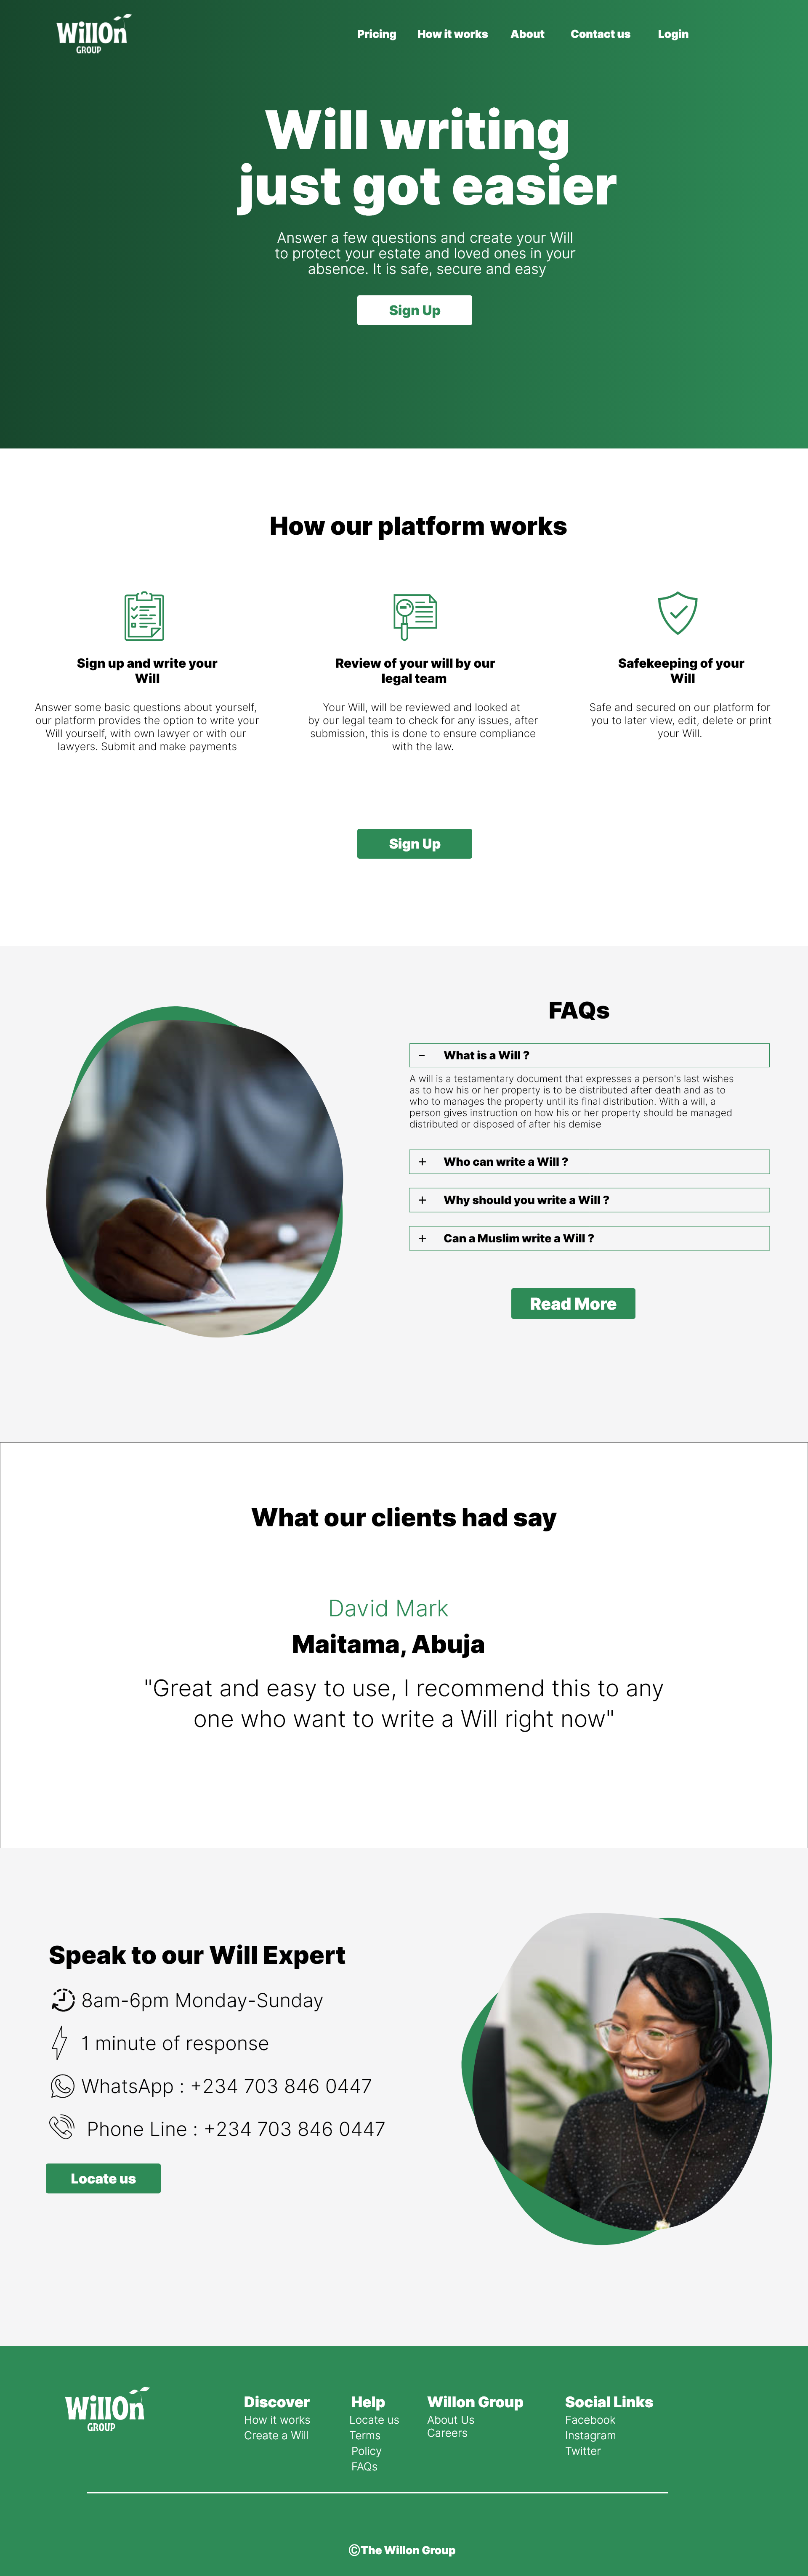 WillOn
GROUP
Pricing How it works About Contact us Login
Will writing
just got easier
Answer a few questions and create your Will
to protect your estate and loved ones in your
absence. It is safe, secure and easy
Sign Up
How our platform works
Sign up and write your
Will
Answer some basic questions about yourself,
our platform provides the option to write your
Will yourself, with own lawyer or with our
lawyers. Submit and make payments
Review of your will by our
legal team
Your Will, will be reviewed and looked at
by our legal team to check for any issues, after
submission, this is done to ensure compliance
with the law.
Safekeeping of your
Will
Safe and secured on our platform for
you to later view, edit, delete or print
your Will.
Sign Up
FAQs
− What is a Will ?
A will is a testamentary document that expresses a person's last wishes
as to how his or her property is to be distributed after death and as to
who to manages the property until its final distribution. With a will, a
person gives instruction on how his or her property should be managed
distributed or disposed of after his demise
+ Who can write a Will ?
+ Why should you write a Will ?
+ Can a Muslim write a Will ?
Read More
What our clients had say
David Mark
Maitama, Abuja
"Great and easy to use, I recommend this to any
one who want to write a Will right now"
Speak to our Will Expert
8am-6pm Monday-Sunday
1 minute of response
WhatsApp : +234 703 846 0447
Phone Line : +234 703 846 0447
Locate us
WillOn
GROUP
Discover
How it works
Create a Will
Help
Locate us
Terms
Policy
FAQs
Willon Group
About Us
Careers
Social Links
Facebook
Instagram
Twitter
©The Willon Group